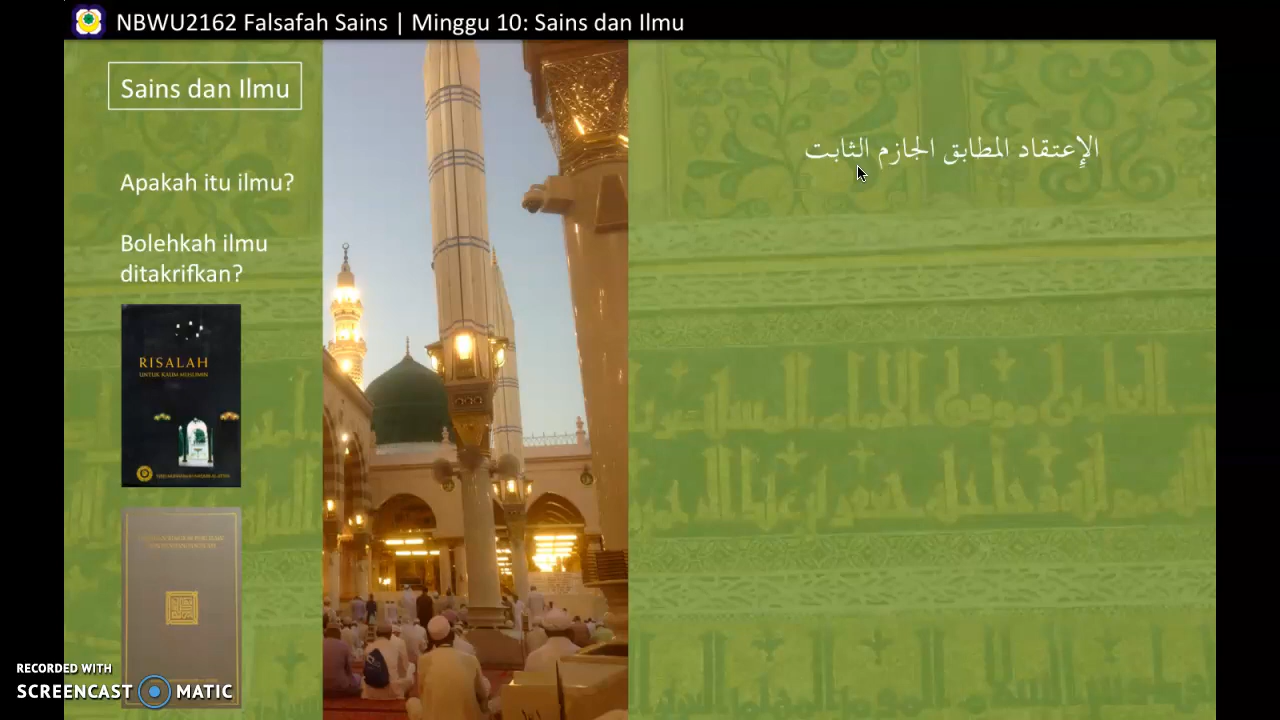 NBWU2162 Falsafah Sains | Minggu 10: Sains dan Ilmu
Sains dan Ilmu
Apakah itu ilmu?
Bolehkah ilmu
ditakrifkan?
الإعتقاد المطابق الجازم الثابت
RISALAH
UNTUK KAUM MUSLIMIN
RECORDED WITH
SCREENCAST MATIC